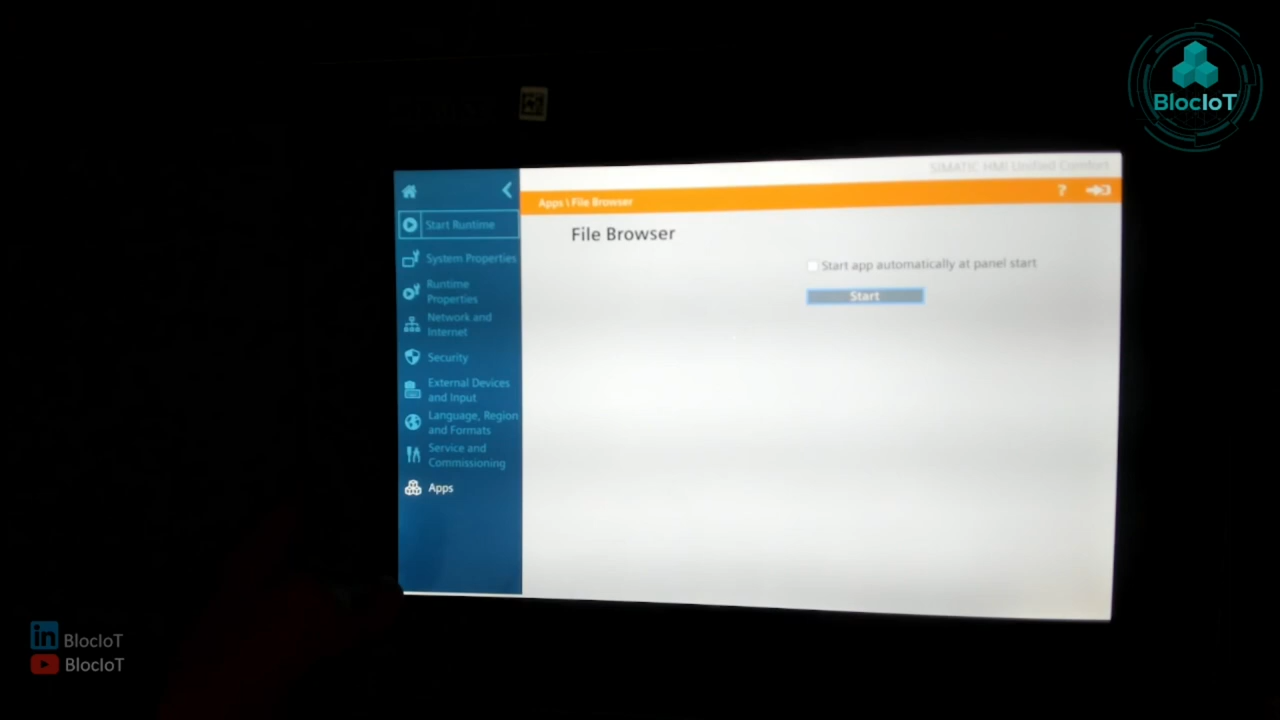 BlocIoT
SIMATIC HMI Unified Comfort
Apps \ File Browser
?
File Browser
Start app automatically at panel start
Start
Start Runtime
System Properties
Runtime
Properties
Network and
Internet
Security
External Devices
and Input
Language, Region
and Formats
Service and
Commissioning
Apps
in BlocIoT
BlocIoT